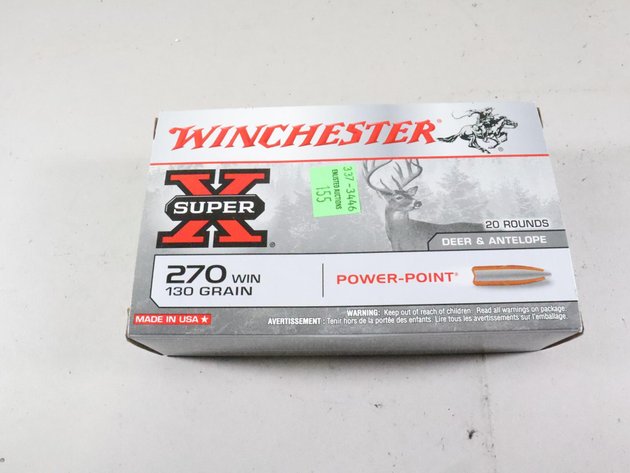 WINCHESTER®
337-3446
ENLISTED AUCTIONS
155
SUPER X®
20 ROUNDS
DEER & ANTELOPE
270 WIN
130 GRAIN
POWER-POINT®
MADE IN USA★
WARNING: Keep out of reach of children. Read all warnings on package.
AVERTISSEMENT : Tenir hors de la portée des enfants. Lire tous les avertissements sur l'emballage.